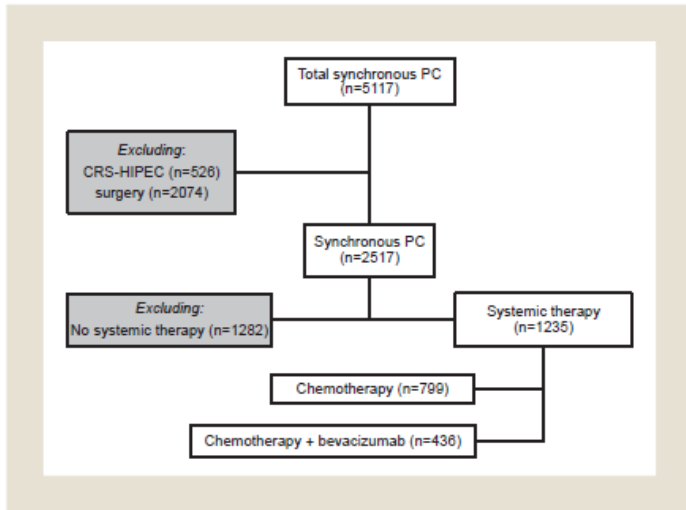 Total synchronous PC
(n=5117)
Excluding:
CRS-HIPEC (n=526)
surgery (n=2074)
Synchronous PC
(n=2517)
Excluding:
No systemic therapy (n=1282)
Systemic therapy
(n=1235)
Chemotherapy (n=799)
Chemotherapy + bevacizumab (n=436)